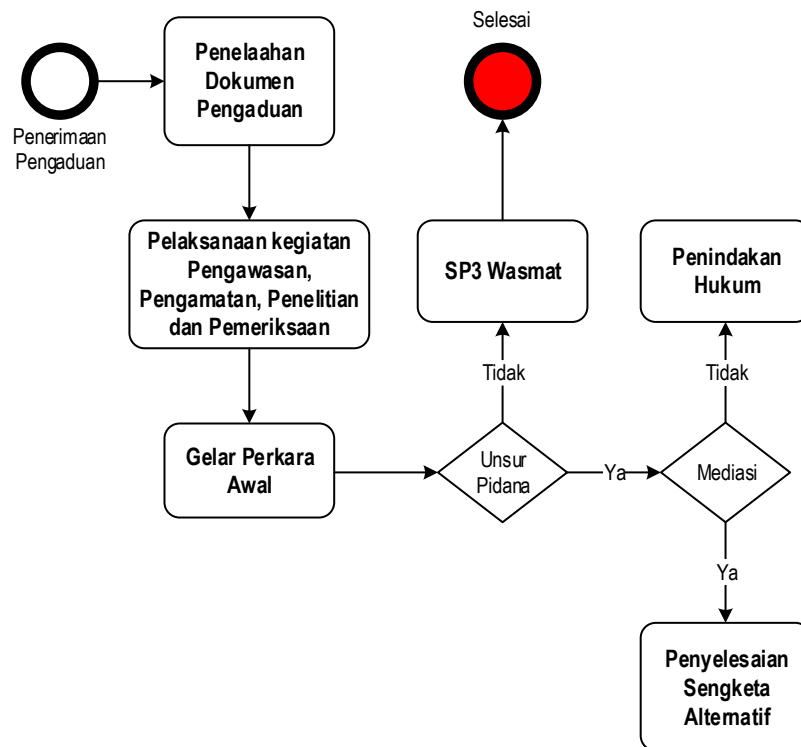 Penerimaan
Pengaduan
Penelaahan
Dokumen
Pengaduan
Selesai
Pelaksanaan kegiatan
Pengawasan,
Pengamatan, Penelitian
dan Pemeriksaan
SP3 Wasmat
Penindakan
Hukum
Tidak
Tidak
Gelar Perkara
Awal
Unsur
Pidana
Ya
Mediasi
Ya
Penyelesaian
Sengketa
Alternatif